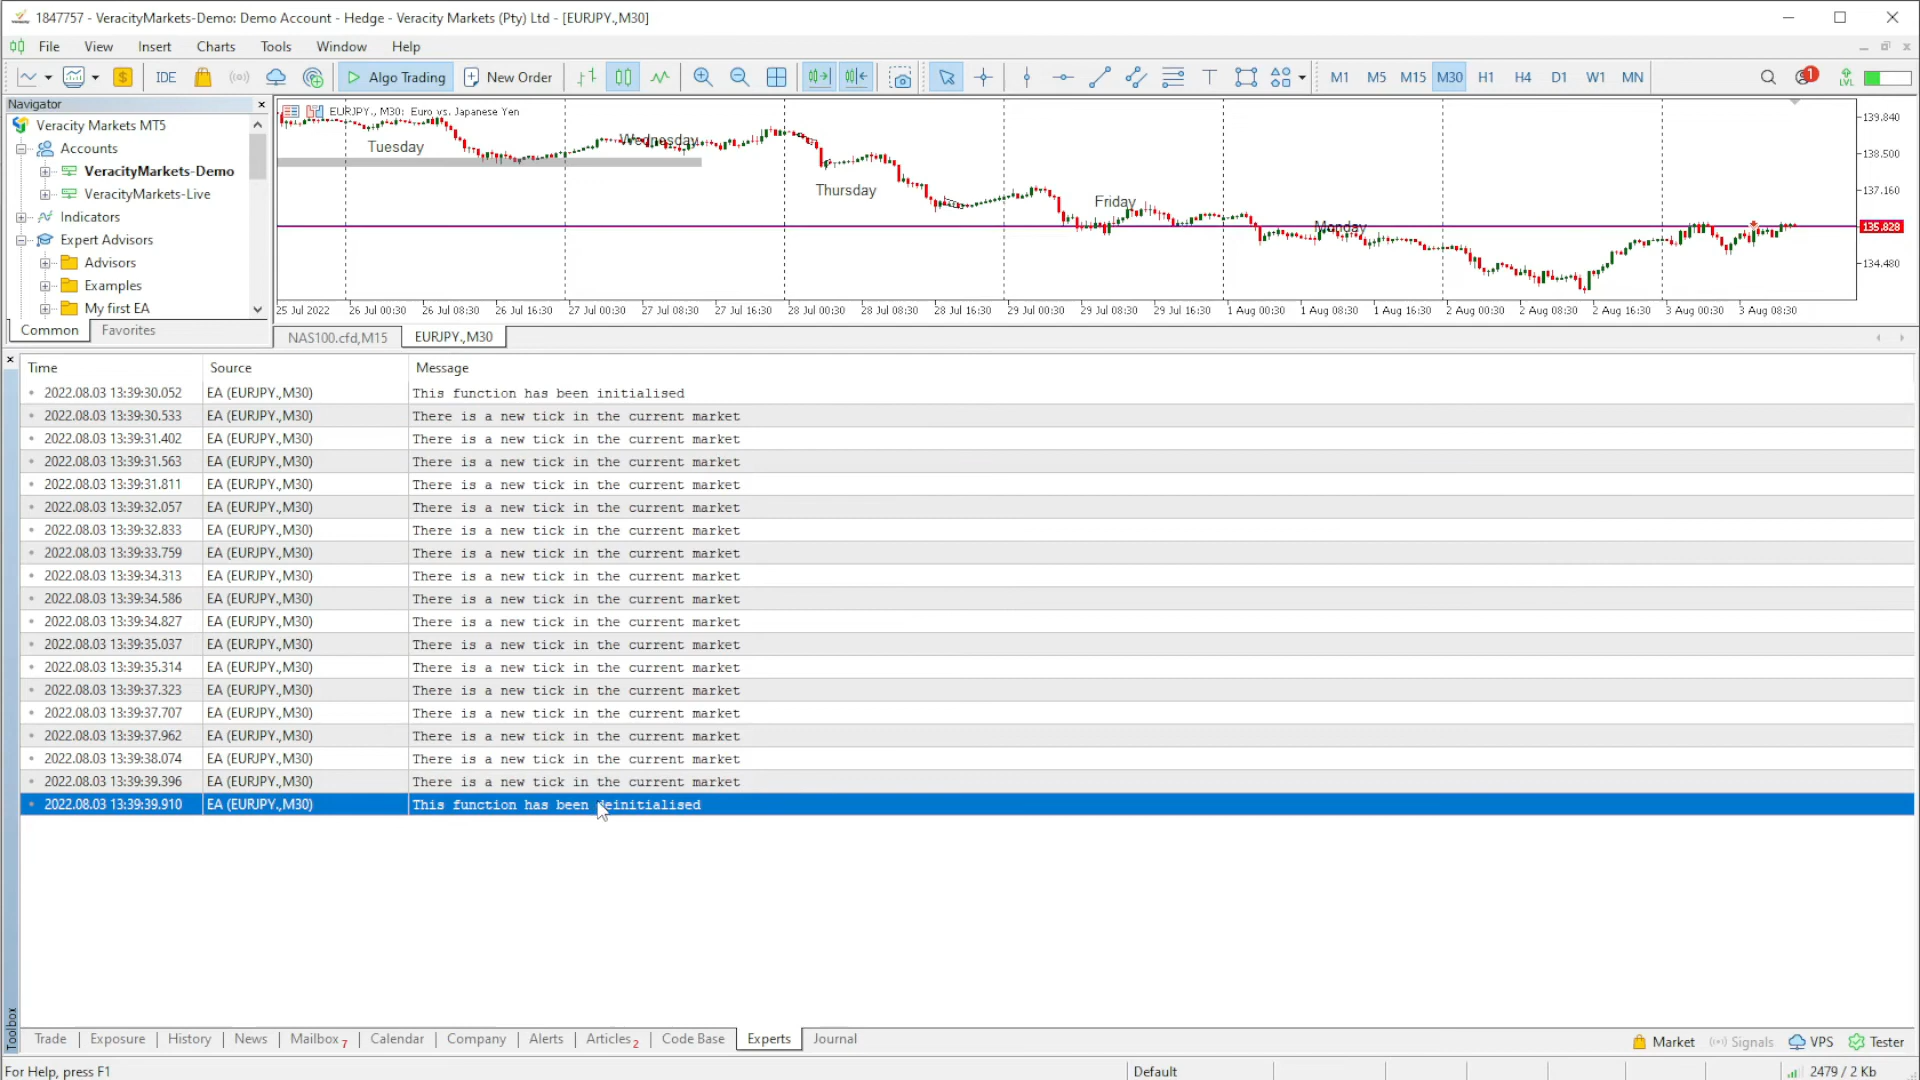 1847757 - VeracityMarkets-Demo: Demo Account - Hedge - Veracity Markets (Pty) Ltd - [EURJPY.,M30]
File View Insert Charts Tools Window Help
IDE Algo Trading New Order M1 M5 M15 M30 H1 H4 D1 W1 MN 1 LVL
Navigator
Veracity Markets MT5
Accounts
VeracityMarkets-Demo
VeracityMarkets-Live
Indicators
Expert Advisors
Advisors
Examples
My first EA
Common Favorites
EURJPY., M30: Euro vs. Japanese Yen
Tuesday
Wednesday
Thursday
Friday
Monday
139.840
138.500
137.160
135.828
134.480
25 Jul 2022 26 Jul 00:30 26 Jul 08:30 26 Jul 16:30 27 Jul 00:30 27 Jul 08:30 27 Jul 16:30 28 Jul 00:30 28 Jul 08:30 28 Jul 16:30 29 Jul 00:30 29 Jul 08:30 29 Jul 16:30 1 Aug 00:30 1 Aug 08:30 1 Aug 16:30 2 Aug 00:30 2 Aug 08:30 2 Aug 16:30 3 Aug 00:30 3 Aug 08:30
NAS100.cfd,M15 EURJPY.,M30
Time Source Message
2022.08.03 13:39:30.052 EA (EURJPY.,M30) This function has been initialised
2022.08.03 13:39:30.533 EA (EURJPY.,M30) There is a new tick in the current market
2022.08.03 13:39:31.402 EA (EURJPY.,M30) There is a new tick in the current market
2022.08.03 13:39:31.563 EA (EURJPY.,M30) There is a new tick in the current market
2022.08.03 13:39:31.811 EA (EURJPY.,M30) There is a new tick in the current market
2022.08.03 13:39:32.057 EA (EURJPY.,M30) There is a new tick in the current market
2022.08.03 13:39:32.833 EA (EURJPY.,M30) There is a new tick in the current market
2022.08.03 13:39:33.759 EA (EURJPY.,M30) There is a new tick in the current market
2022.08.03 13:39:34.313 EA (EURJPY.,M30) There is a new tick in the current market
2022.08.03 13:39:34.586 EA (EURJPY.,M30) There is a new tick in the current market
2022.08.03 13:39:34.827 EA (EURJPY.,M30) There is a new tick in the current market
2022.08.03 13:39:35.037 EA (EURJPY.,M30) There is a new tick in the current market
2022.08.03 13:39:35.314 EA (EURJPY.,M30) There is a new tick in the current market
2022.08.03 13:39:37.323 EA (EURJPY.,M30) There is a new tick in the current market
2022.08.03 13:39:37.707 EA (EURJPY.,M30) There is a new tick in the current market
2022.08.03 13:39:37.962 EA (EURJPY.,M30) There is a new tick in the current market
2022.08.03 13:39:38.074 EA (EURJPY.,M30) There is a new tick in the current market
2022.08.03 13:39:39.396 EA (EURJPY.,M30) There is a new tick in the current market
2022.08.03 13:39:39.910 EA (EURJPY.,M30) This function has been deinitialised
Toolbox
Trade Exposure History News Mailbox 7 Calendar Company Alerts Articles 2 Code Base Experts Journal Market Signals VPS Tester
For Help, press F1 Default 2479 / 2 Kb